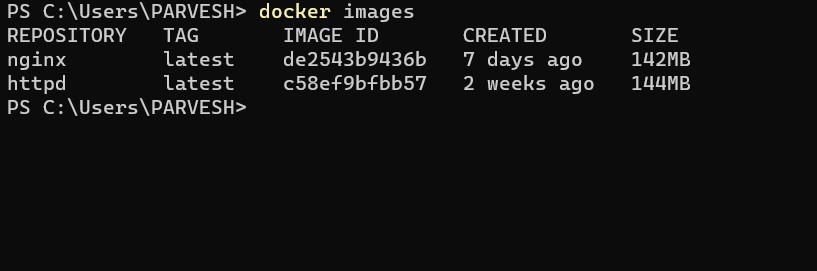 PS C:\Users\PARVESH> docker images
REPOSITORY   TAG       IMAGE ID       CREATED       SIZE
nginx        latest    de2543b9436b   7 days ago    142MB
httpd        latest    c58ef9bfbb57   2 weeks ago   144MB
PS C:\Users\PARVESH>